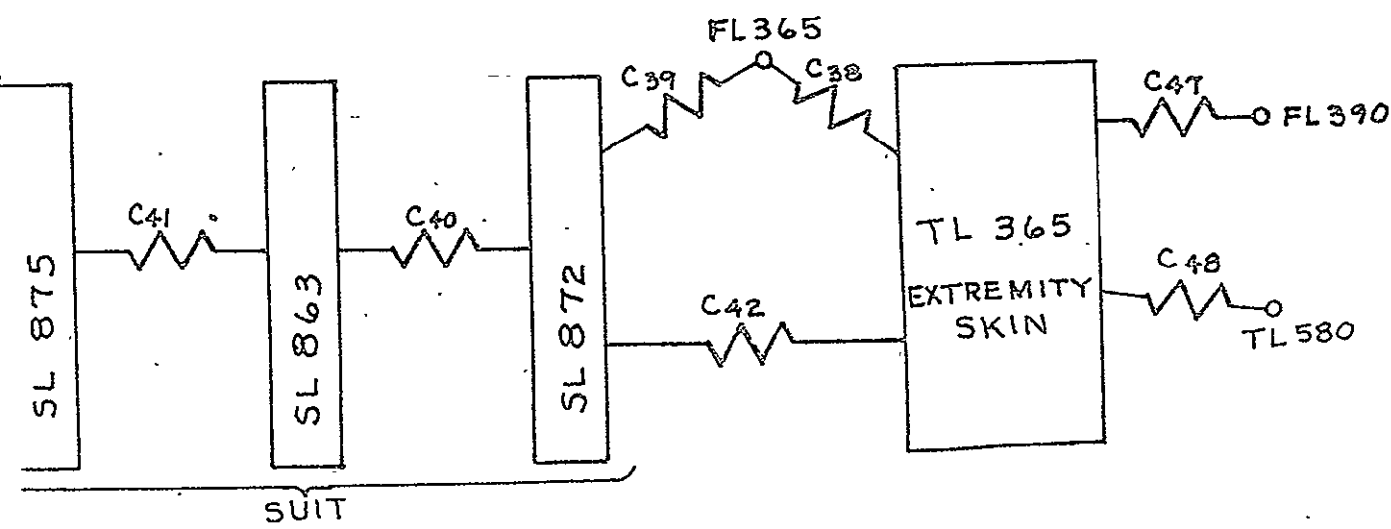 FL365
C39
C38
C47
FL390
C41
C40
SL 875
SL 863
SL 872
TL 365
EXTREMITY
SKIN
C42
C48
TL580
SUIT